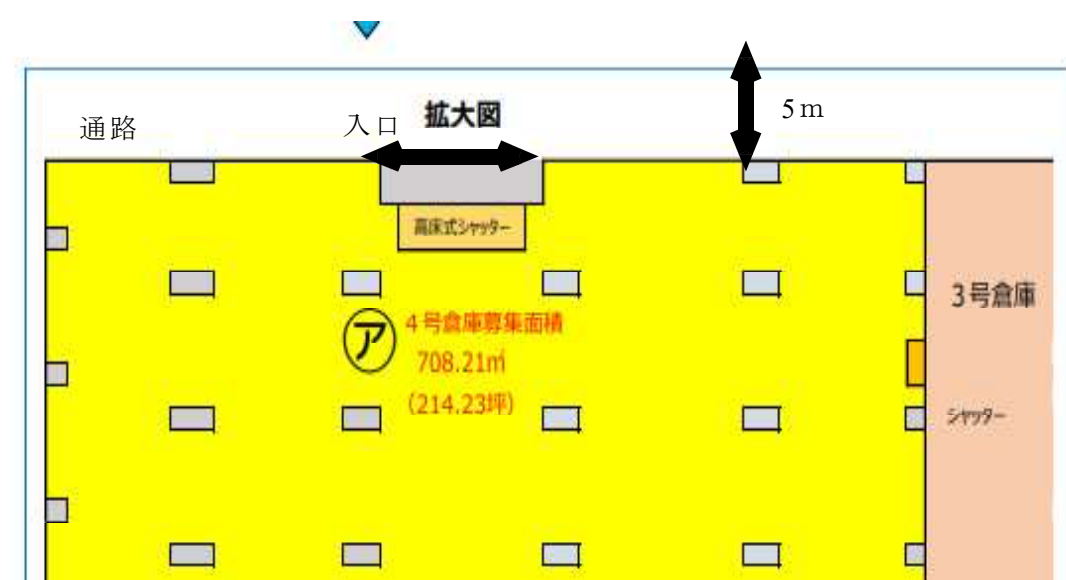 拡大図
5m
入口
通路
高床式シャッター
3号倉庫
ア
4号倉庫募集面積
708.21㎡
(214.23坪)
シャッター